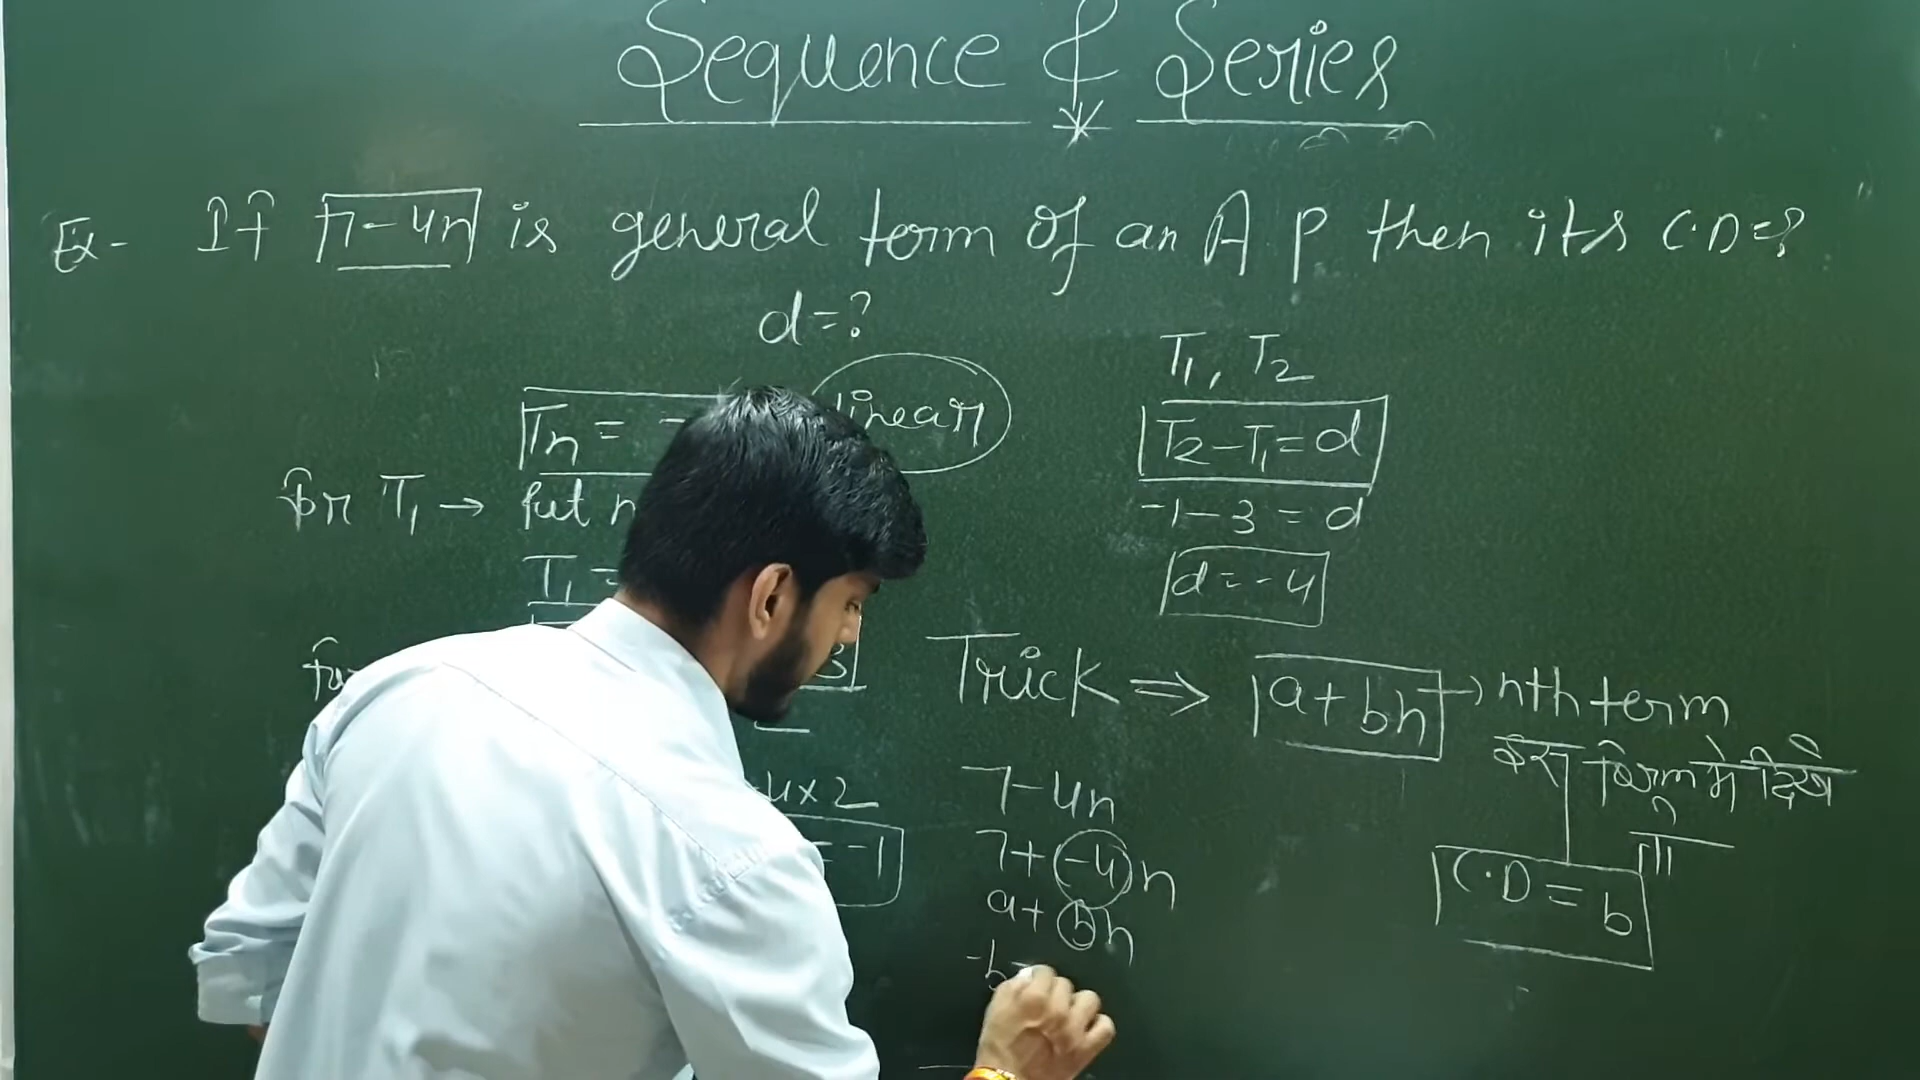 Sequence & Series
Ex- If 7-4n is general term of an A.P then its C.D=?
d=?
Tn =
linear
for T1 → put n
T1 =
3
4×2
= -1
T1, T2
T2-T1=d
-1-3=d
d=-4
Trick ⇒ a+bn → nth term
form में दिया
C.D = b
7-4n
7+(-4)n
a+bn